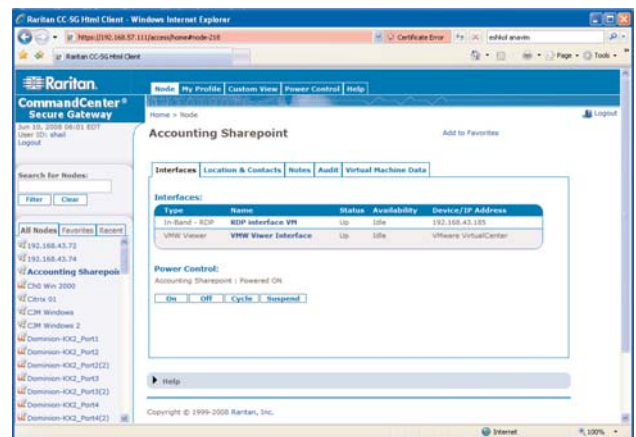 Raritan CC-SG Html Client - Windows Internet Explorer
https://192.168.57.111/access/home#node-216
Certificate Error
eshkol anavim
Raritan CC-SG Html Client
Page
Tools
Raritan.
CommandCenter®
Secure Gateway
Jun 10, 2008 06:01 EDT
User ID: shail
Logout
Search for Nodes:
Filter
Clear
All Nodes
Favorites
Recent
192.168.43.72
192.168.43.74
Accounting Sharepoin
ChG Win 2000
Citrix 01
CJM Windows
CJM Windows 2
Dominion-KX2_Port1
Dominion-KX2_Port2
Dominion-KX2_Port2(2)
Dominion-KX2_Port3
Dominion-KX2_Port3(2)
Dominion-KX2_Port4
Dominion-KX2_Port4(2)
Node
My Profile
Custom View
Power Control
Help
Home > Node
Logout
Accounting Sharepoint
Add to Favorites
Interfaces
Location & Contacts
Notes
Audit
Virtual Machine Data
Interfaces:
Type Name Status Availability Device/IP Address
In-Band - RDP RDP interface VM Up Idle 192.168.43.185
VMW Viewer VMW Viwer Interface Up Idle VMware VirtualCenter
Power Control:
Accounting Sharepoint : Powered ON
On
Off
Cycle
Suspend
Help
Copyright © 1999-2008 Raritan, Inc.
Internet
100%